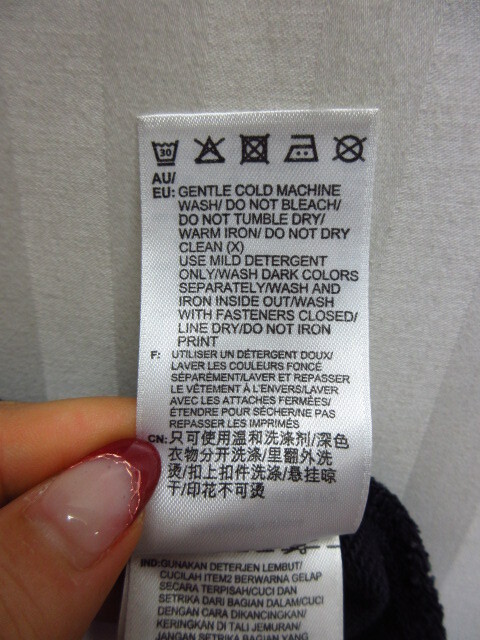 30
AU/
EU: GENTLE COLD MACHINE
WASH/ DO NOT BLEACH/
DO NOT TUMBLE DRY/
WARM IRON/ DO NOT DRY
CLEAN (X)
USE MILD DETERGENT
ONLY/WASH DARK COLORS
SEPARATELY/WASH AND
IRON INSIDE OUT/WASH
WITH FASTENERS CLOSED/
LINE DRY/DO NOT IRON
PRINT
F: UTILISER UN DÉTERGENT DOUX/
LAVER LES COULEURS FONCÉ
SÉPARÉMENT/LAVER ET REPASSER
LE VÊTEMENT À L'ENVERS/LAVER
AVEC LES ATTACHES FERMÉES/
ÉTENDRE POUR SÉCHER/NE PAS
REPASSER LES IMPRIMÉS
CN: 只可使用温和洗涤剂/深色
衣物分开洗涤/里翻外洗
烫/扣上扣件洗涤/悬挂晾
干/印花不可烫
IND:GUNAKAN DETERJEN LEMBUT/
CUCILAH ITEM2 BERWARNA GELAP
SECARA TERPISAH/CUCI DAN
SETRIKA DARI BAGIAN DALAM/CUCI
DENGAN CARA DIKANCINGKAN/
KERINGKAN DI TALI JEMURAN/
JANGAN SETRIKA BAGIAN YANG